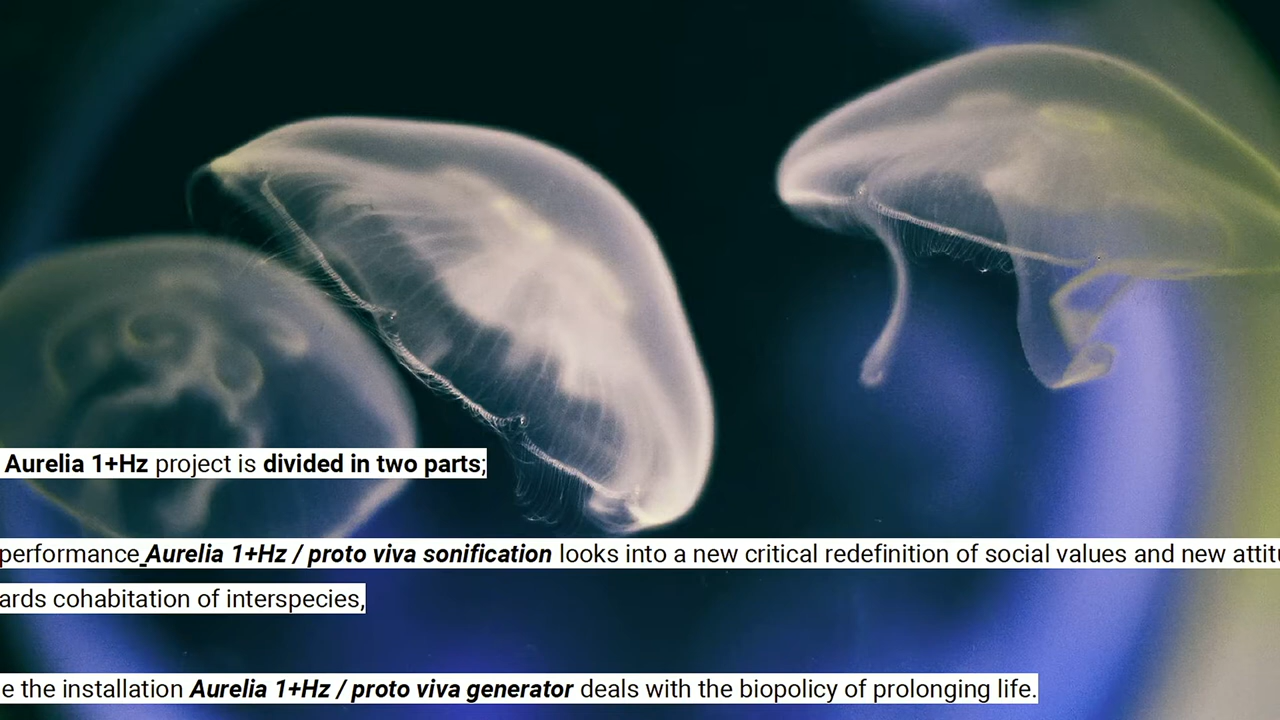 Aurelia 1+Hz project is divided in two parts;
performance Aurelia 1+Hz / proto viva sonification looks into a new critical redefinition of social values and new
cohabitation of interspecies,
the installation Aurelia 1+Hz / proto viva generator deals with the biopolicy of prolonging life.